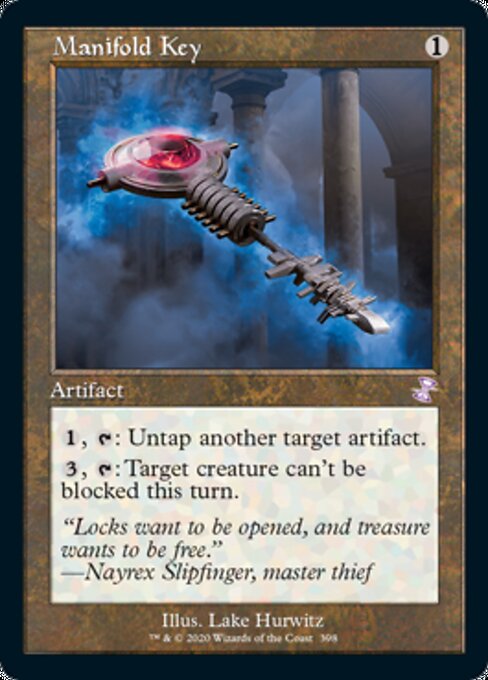 Manifold Key 1
Artifact
1, T: Untap another target artifact.
3, T: Target creature can't be
blocked this turn.
“Locks want to be opened, and treasure
wants to be free.”
—Nayrex Slipfinger, master thief
Illus. Lake Hurwitz
™ & © 2020 Wizards of the Coast 398